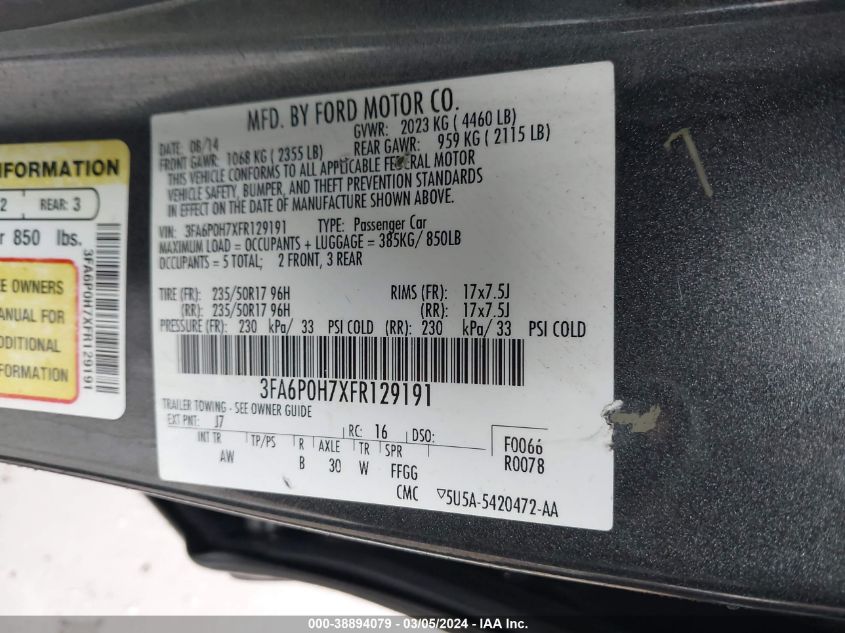 MFD. BY FORD MOTOR CO.
DATE: 08/14 GVWR: 2023 KG ( 4460 LB)
FRONT GAWR: 1068 KG ( 2355 LB) REAR GAWR: 959 KG ( 2115 LB)
THIS VEHICLE CONFORMS TO ALL APPLICABLE FEDERAL MOTOR
VEHICLE SAFETY, BUMPER, AND THEFT PREVENTION STANDARDS
IN EFFECT ON THE DATE OF MANUFACTURE SHOWN ABOVE.
VIN: 3FA6P0H7XFR129191 TYPE: Passenger Car
MAXIMUM LOAD = OCCUPANTS + LUGGAGE = 385KG/ 850LB
OCCUPANTS = 5 TOTAL; 2 FRONT, 3 REAR
TIRE (FR): 235/50R17 96H RIMS (FR): 17x7.5J
(RR): 235/50R17 96H (RR): 17x7.5J
PRESSURE (FR): 230 kPa/ 33 PSI COLD (RR): 230 kPa/ 33 PSI COLD
3FA6P0H7XFR129191
TRAILER TOWING - SEE OWNER GUIDE
EXT PNT: J7 RC: 16 DSO:
INT TR TP/PS R AXLE TR SPR
AW B 30 W FFGG
F0066
R0078
CMC ▽5U5A-5420472-AA
INFORMATION
2 REAR: 3
850 lbs.
OWNERS
MANUAL FOR
ADDITIONAL
INFORMATION
3FA6P0H7XFR129191
7
000-38894079 - 03/05/2024 - IAA Inc.